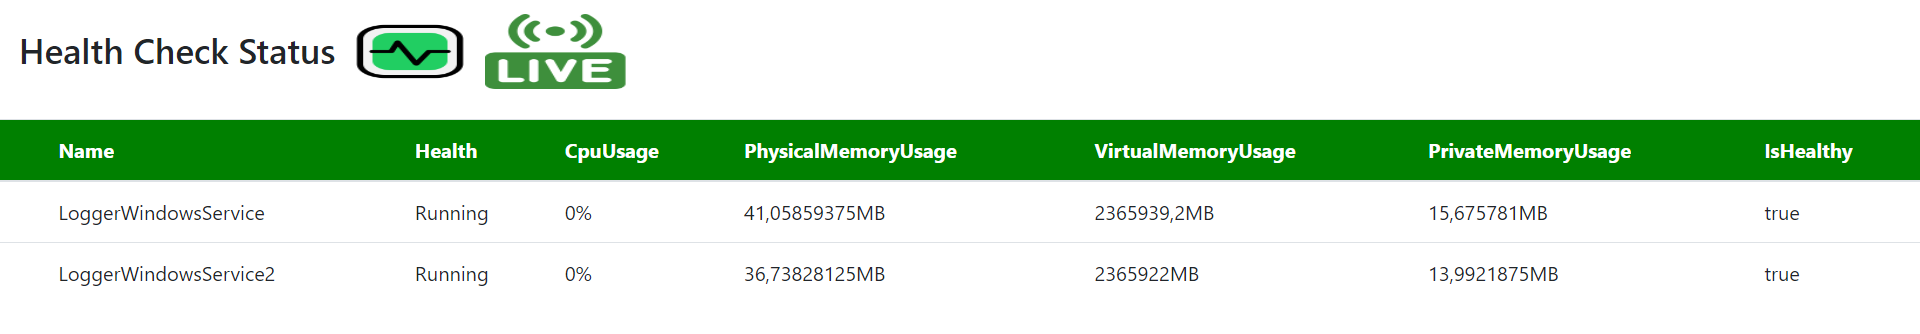 Health Check Status LIVE
Name Health CpuUsage PhysicalMemoryUsage VirtualMemoryUsage PrivateMemoryUsage IsHealthy
LoggerWindowsService Running 0% 41,05859375MB 2365939,2MB 15,675781MB true
LoggerWindowsService2 Running 0% 36,73828125MB 2365922MB 13,9921875MB true